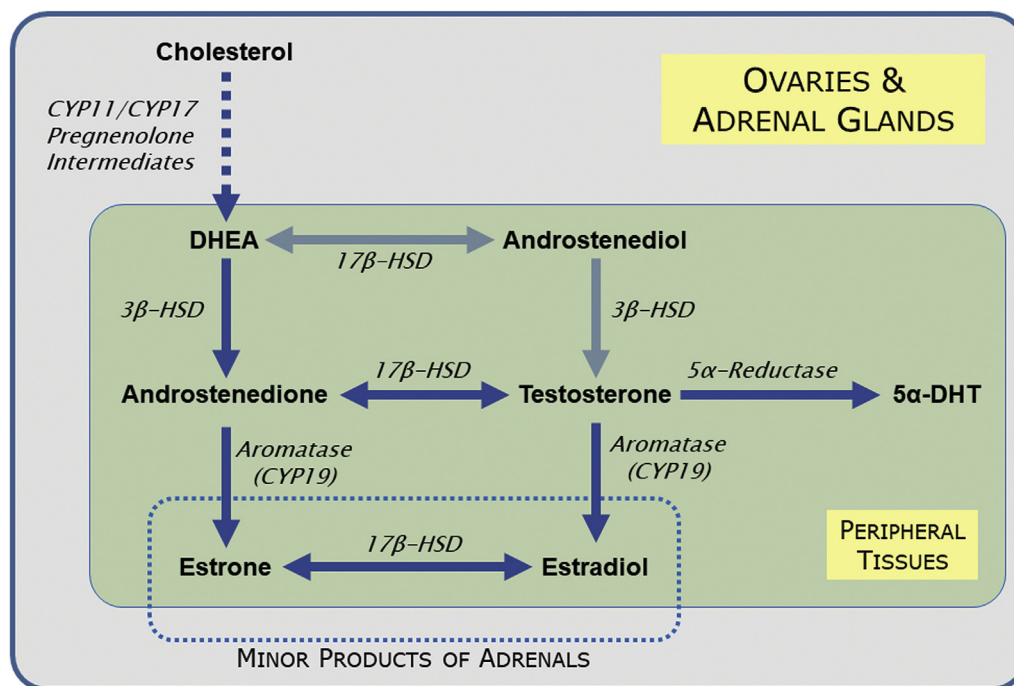 Cholesterol
OVARIES &
ADRENAL GLANDS
CYP11/CYP17
Pregnenolone
Intermediates
DHEA
17β-HSD
Androstenediol
3β-HSD
3β-HSD
Androstenedione
17β-HSD
Testosterone
5α-Reductase
5α-DHT
Aromatase
(CYP19)
Aromatase
(CYP19)
Estrone
17β-HSD
Estradiol
PERIPHERAL
TISSUES
MINOR PRODUCTS OF ADRENALS